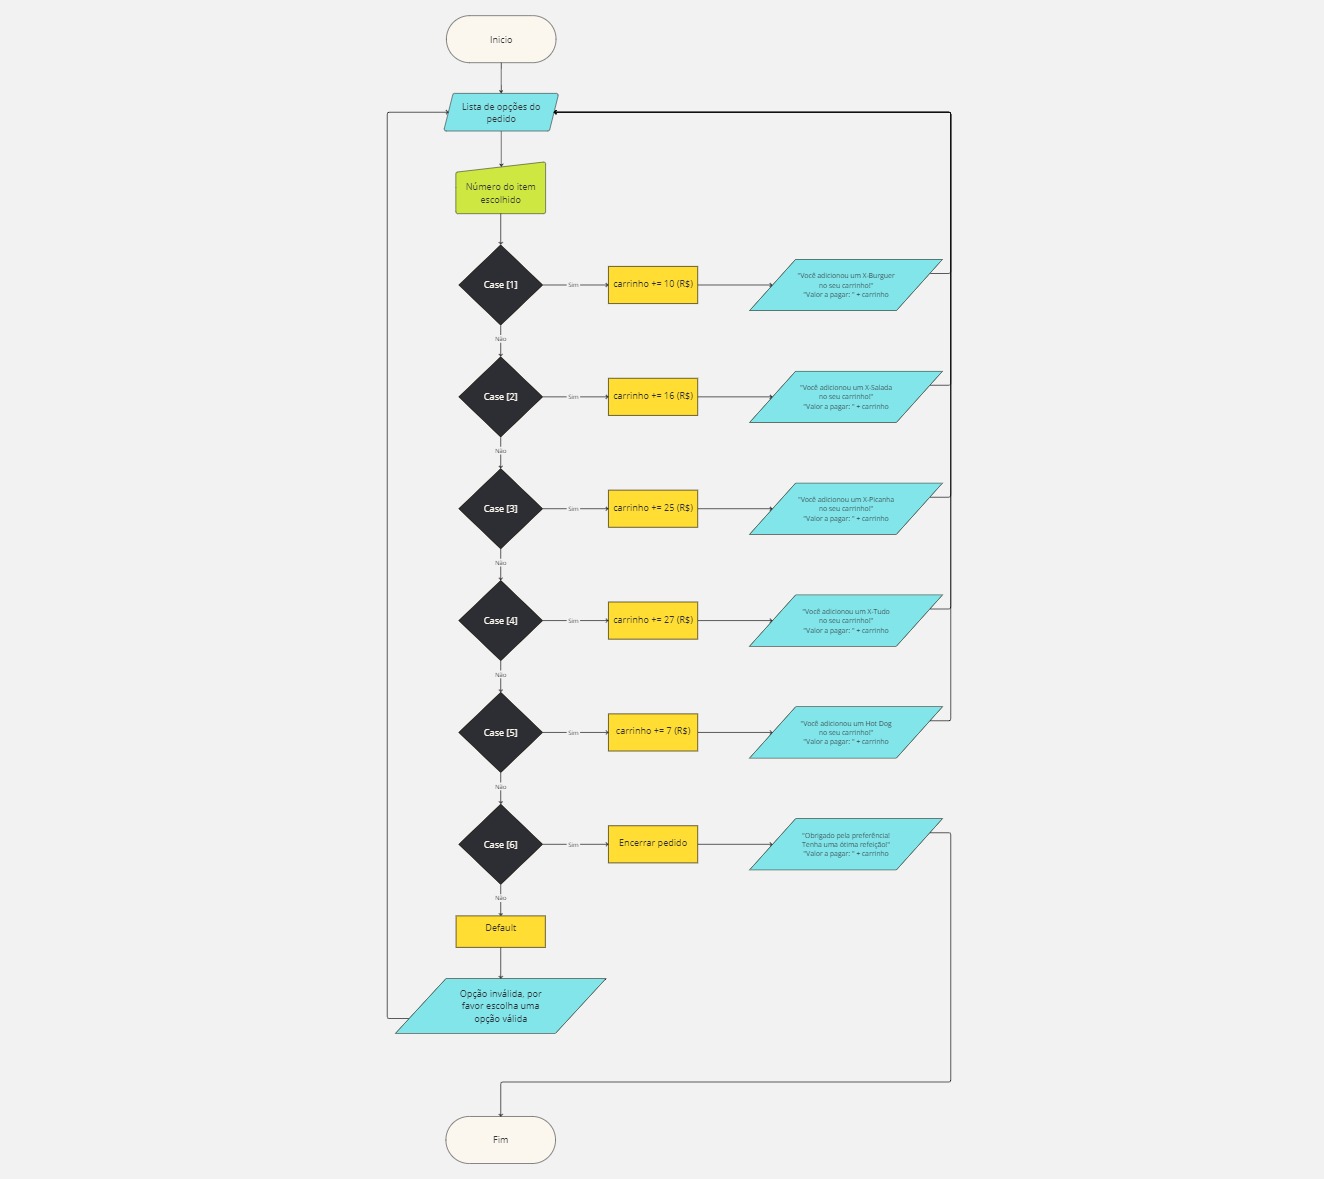 Inicio
Lista de opções do
pedido
Número do item
escolhido
Case [1]
Sim
carrinho += 10 (R$)
"Você adicionou um X-Burguer
no seu carrinho!"
"Valor a pagar: " + carrinho
Não
Case [2]
Sim
carrinho += 16 (R$)
"Você adicionou um X-Salada
no seu carrinho!"
"Valor a pagar: " + carrinho
Não
Case [3]
Sim
carrinho += 25 (R$)
"Você adicionou um X-Picanha
no seu carrinho!"
"Valor a pagar: " + carrinho
Não
Case [4]
Sim
carrinho += 27 (R$)
"Você adicionou um X-Tudo
no seu carrinho!"
"Valor a pagar: " + carrinho
Não
Case [5]
Sim
carrinho += 7 (R$)
"Você adicionou um Hot Dog
no seu carrinho!"
"Valor a pagar: " + carrinho
Não
Case [6]
Sim
Encerrar pedido
"Obrigado pela preferência!
Tenha uma ótima refeição!"
"Valor a pagar: " + carrinho
Não
Default
Opção inválida, por
favor escolha uma
opção válida
Fim